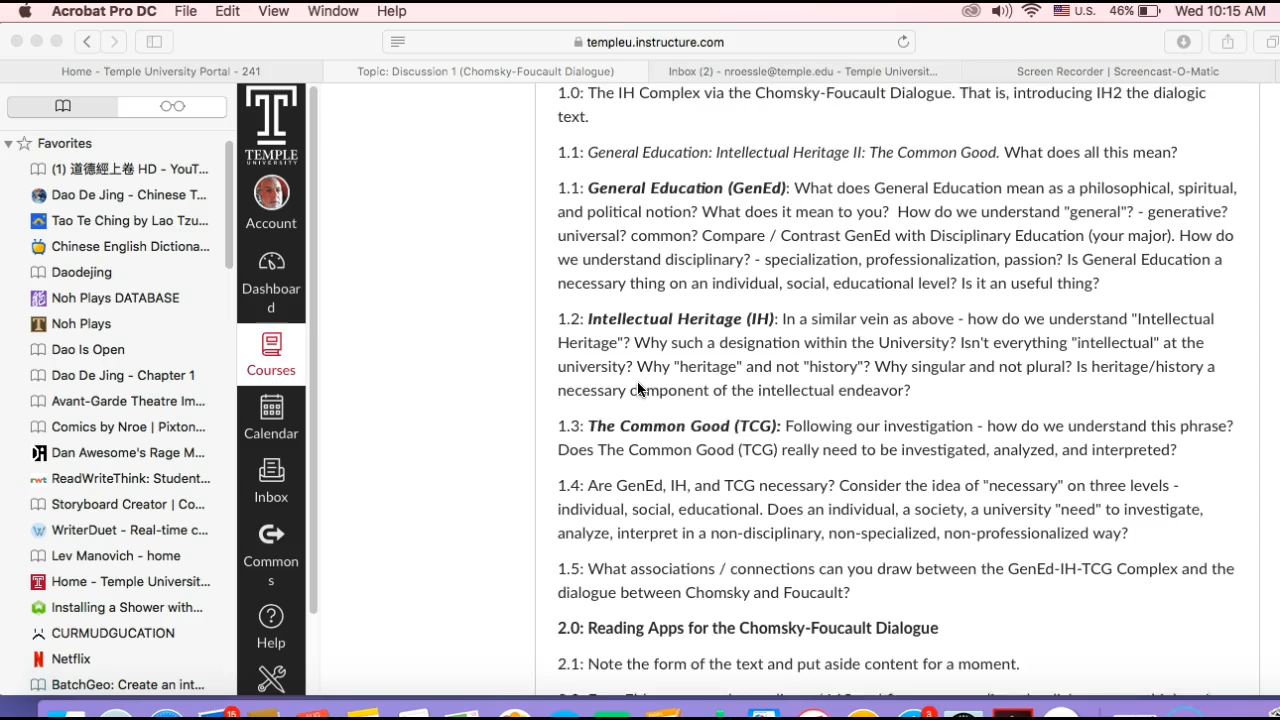 Acrobat Pro DC File Edit View Window Help U.S. 46% Wed 10:15 AM
templeu.instructure.com
Home - Temple University Portal - 241 Topic: Discussion 1 (Chomsky-Foucault Dialogue) Inbox (2) - nroessle@temple.edu - Temple Universit... Screen Recorder | Screencast-O-Matic
Favorites
(1) 道德經上卷 HD - YouT...
Dao De Jing - Chinese T...
Tao Te Ching by Lao Tzu...
Chinese English Dictiona...
Daodejing
Noh Plays DATABASE
Noh Plays
Dao Is Open
Dao De Jing - Chapter 1
Avant-Garde Theatre Im...
Comics by Nroe | Pixton...
Dan Awesome's Rage M...
rwt ReadWriteThink: Student...
Storyboard Creator | Co...
WriterDuet - Real-time c...
Lev Manovich - home
Home - Temple Universit...
Installing a Shower with...
CURMUDGUCATION
Netflix
BatchGeo: Create an int...
TEMPLE
UNIVERSITY
Account
Dashboar
d
Courses
Calendar
Inbox
Common
s
Help
1.0: The IH Complex via the Chomsky-Foucault Dialogue. That is, introducing IH2 the dialogic
text.
1.1: General Education: Intellectual Heritage II: The Common Good. What does all this mean?
1.1: General Education (GenEd): What does General Education mean as a philosophical, spiritual,
and political notion? What does it mean to you?  How do we understand "general"? - generative?
universal? common? Compare / Contrast GenEd with Disciplinary Education (your major). How do
we understand disciplinary? - specialization, professionalization, passion? Is General Education a
necessary thing on an individual, social, educational level? Is it an useful thing?
1.2: Intellectual Heritage (IH): In a similar vein as above - how do we understand "Intellectual
Heritage"? Why such a designation within the University? Isn't everything "intellectual" at the
university? Why "heritage" and not "history"? Why singular and not plural? Is heritage/history a
necessary component of the intellectual endeavor?
1.3: The Common Good (TCG): Following our investigation - how do we understand this phrase?
Does The Common Good (TCG) really need to be investigated, analyzed, and interpreted?
1.4: Are GenEd, IH, and TCG necessary? Consider the idea of "necessary" on three levels -
individual, social, educational. Does an individual, a society, a university "need" to investigate,
analyze, interpret in a non-disciplinary, non-specialized, non-professionalized way?
1.5: What associations / connections can you draw between the GenEd-IH-TCG Complex and the
dialogue between Chomsky and Foucault?
2.0: Reading Apps for the Chomsky-Foucault Dialogue
2.1: Note the form of the text and put aside content for a moment.
15 3